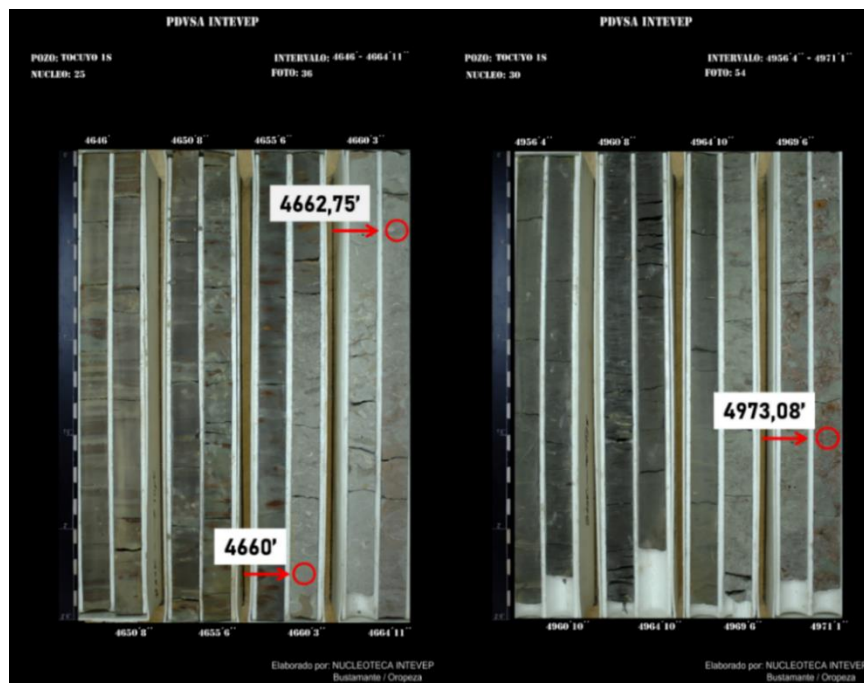 PDVSA INTEVEP
POZO: TOCUYO 1S
NUCLEO: 25
INTERVALO: 4646' - 4664'11''
FOTO: 36
4646'
4650'8''
4655'6''
4660'3''
4662,75'
4660'
4650'8''
4655'6''
4660'3''
4664'11''
Elaborado por: NUCLEOTECA INTEVEP
Bustamante / Oropeza
PDVSA INTEVEP
POZO: TOCUYO 1S
NUCLEO: 30
INTERVALO: 4956'4'' - 4971'1''
FOTO: 54
4956'4''
4960'8''
4964'10''
4969'6''
4973,08'
4960'10''
4964'10''
4969'6''
4971'1''
Elaborado por: NUCLEOTECA INTEVEP
Bustamante / Oropeza